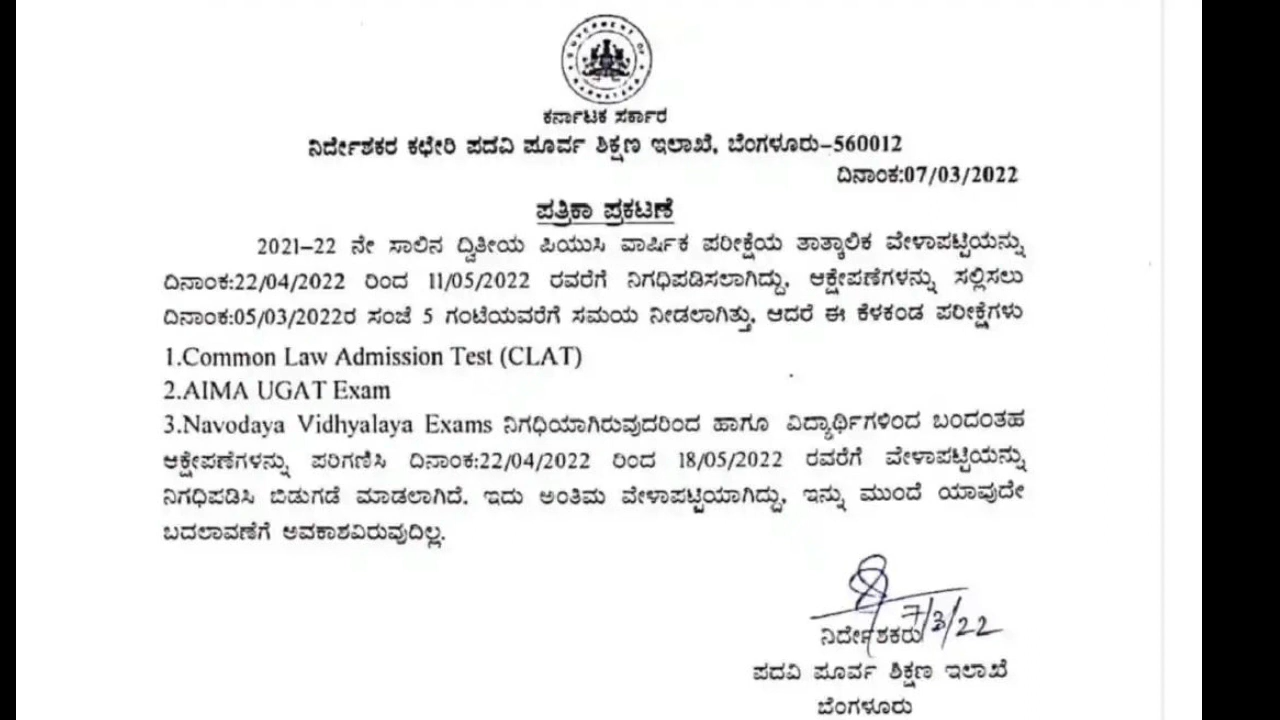 GOVERNMENT OF KARNATAKA
ಕರ್ನಾಟಕ ಸರ್ಕಾರ
ನಿರ್ದೇಶಕರ ಕಛೇರಿ ಪದವಿ ಪೂರ್ವ ಶಿಕ್ಷಣ ಇಲಾಖೆ, ಬೆಂಗಳೂರು-560012
ದಿನಾಂಕ:07/03/2022
ಪತ್ರಿಕಾ ಪ್ರಕಟಣೆ
2021-22 ನೇ ಸಾಲಿನ ದ್ವಿತೀಯ ಪಿಯುಸಿ ವಾರ್ಷಿಕ ಪರೀಕ್ಷೆಯ ತಾತ್ಕಾಲಿಕ ವೇಳಾಪಟ್ಟಿಯನ್ನು
ದಿನಾಂಕ:22/04/2022 ರಿಂದ 11/05/2022 ರವರೆಗೆ ನಿಗಧಿಪಡಿಸಲಾಗಿದ್ದು, ಆಕ್ಷೇಪಣೆಗಳನ್ನು ಸಲ್ಲಿಸಲು
ದಿನಾಂಕ:05/03/2022ರ ಸಂಜೆ 5 ಗಂಟೆಯವರೆಗೆ ಸಮಯ ನೀಡಲಾಗಿತ್ತು, ಆದರೆ ಈ ಕೆಳಕಂಡ ಪರೀಕ್ಷೆಗಳು
1.Common Law Admission Test (CLAT)
2.AIMA UGAT Exam
3.Navodaya Vidhyalaya Exams ನಿಗಧಿಯಾಗಿರುವುದರಿಂದ ಹಾಗೂ ವಿದ್ಯಾರ್ಥಿಗಳಿಂದ ಬಂದಂತಹ
ಆಕ್ಷೇಪಣೆಗಳನ್ನು ಪರಿಗಣಿಸಿ ದಿನಾಂಕ:22/04/2022 ರಿಂದ 18/05/2022 ರವರೆಗೆ ವೇಳಾಪಟ್ಟಿಯನ್ನು
ನಿಗಧಿಪಡಿಸಿ ಬಿಡುಗಡೆ ಮಾಡಲಾಗಿದೆ. ಇದು ಅಂತಿಮ ವೇಳಾಪಟ್ಟಿಯಾಗಿದ್ದು, ಇನ್ನು ಮುಂದೆ ಯಾವುದೇ
ಬದಲಾವಣೆಗೆ ಅವಕಾಶವಿರುವುದಿಲ್ಲ.
7/3/22
ನಿರ್ದೇಶಕರು
ಪದವಿ ಪೂರ್ವ ಶಿಕ್ಷಣ ಇಲಾಖೆ
ಬೆಂಗಳೂರು